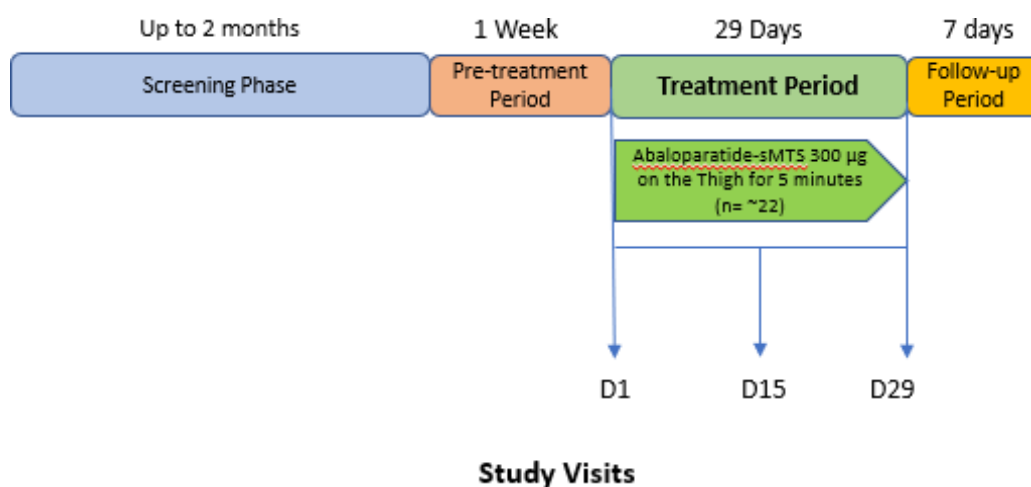 Up to 2 months
1 Week
29 Days
7 days
Screening Phase
Pre-treatment
Period
Treatment Period
Follow-up
Period
Abaloparatide-sMTS 300 µg
on the Thigh for 5 minutes
(n= ~22)
D1
D15
D29
Study Visits